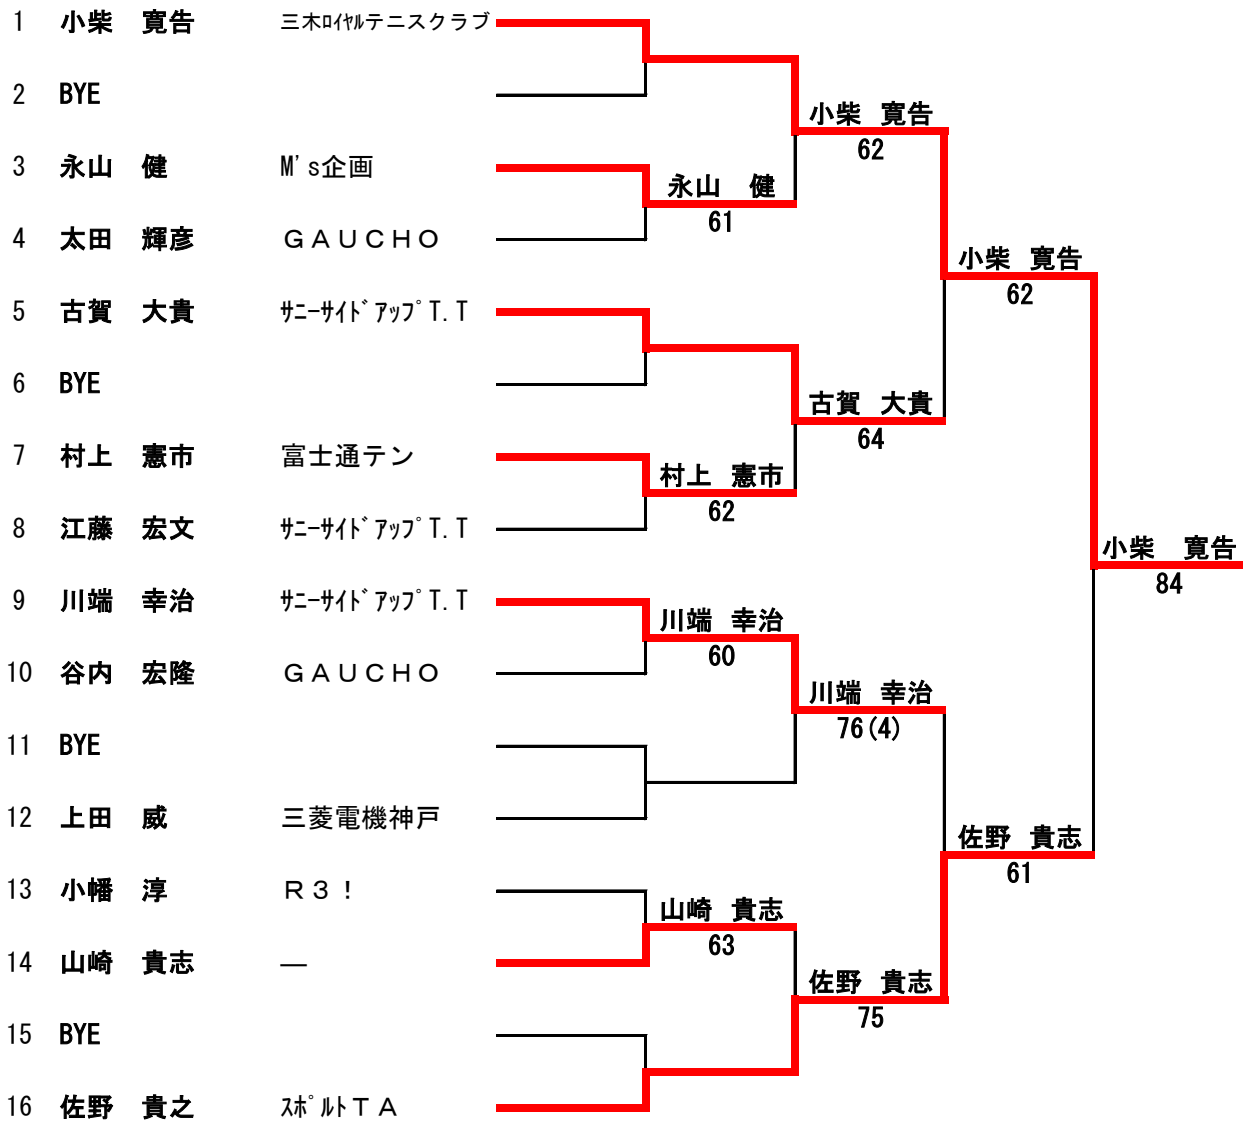 1 小柴 寛告 三木ﾛｲﾔﾙテニスクラブ
2 BYE
小柴 寛告
62
3 永山 健 M's企画
永山 健
61
4 太田 輝彦 ＧＡＵＣＨＯ
小柴 寛告
62
5 古賀 大貴 ｻﾆｰｻｲﾄﾞｱｯﾌﾟT.T
6 BYE
古賀 大貴
64
7 村上 憲市 富士通テン
村上 憲市
62
8 江藤 宏文 ｻﾆｰｻｲﾄﾞｱｯﾌﾟT.T
小柴 寛告
84
9 川端 幸治 ｻﾆｰｻｲﾄﾞｱｯﾌﾟT.T
川端 幸治
60
10 谷内 宏隆 ＧＡＵＣＨＯ
川端 幸治
76(4)
11 BYE
12 上田 威 三菱電機神戸
佐野 貴志
61
13 小幡 淳 Ｒ３！
山崎 貴志
63
14 山崎 貴志 ―
佐野 貴志
75
15 BYE
16 佐野 貴之 ｽﾎﾟﾙﾄＴＡ